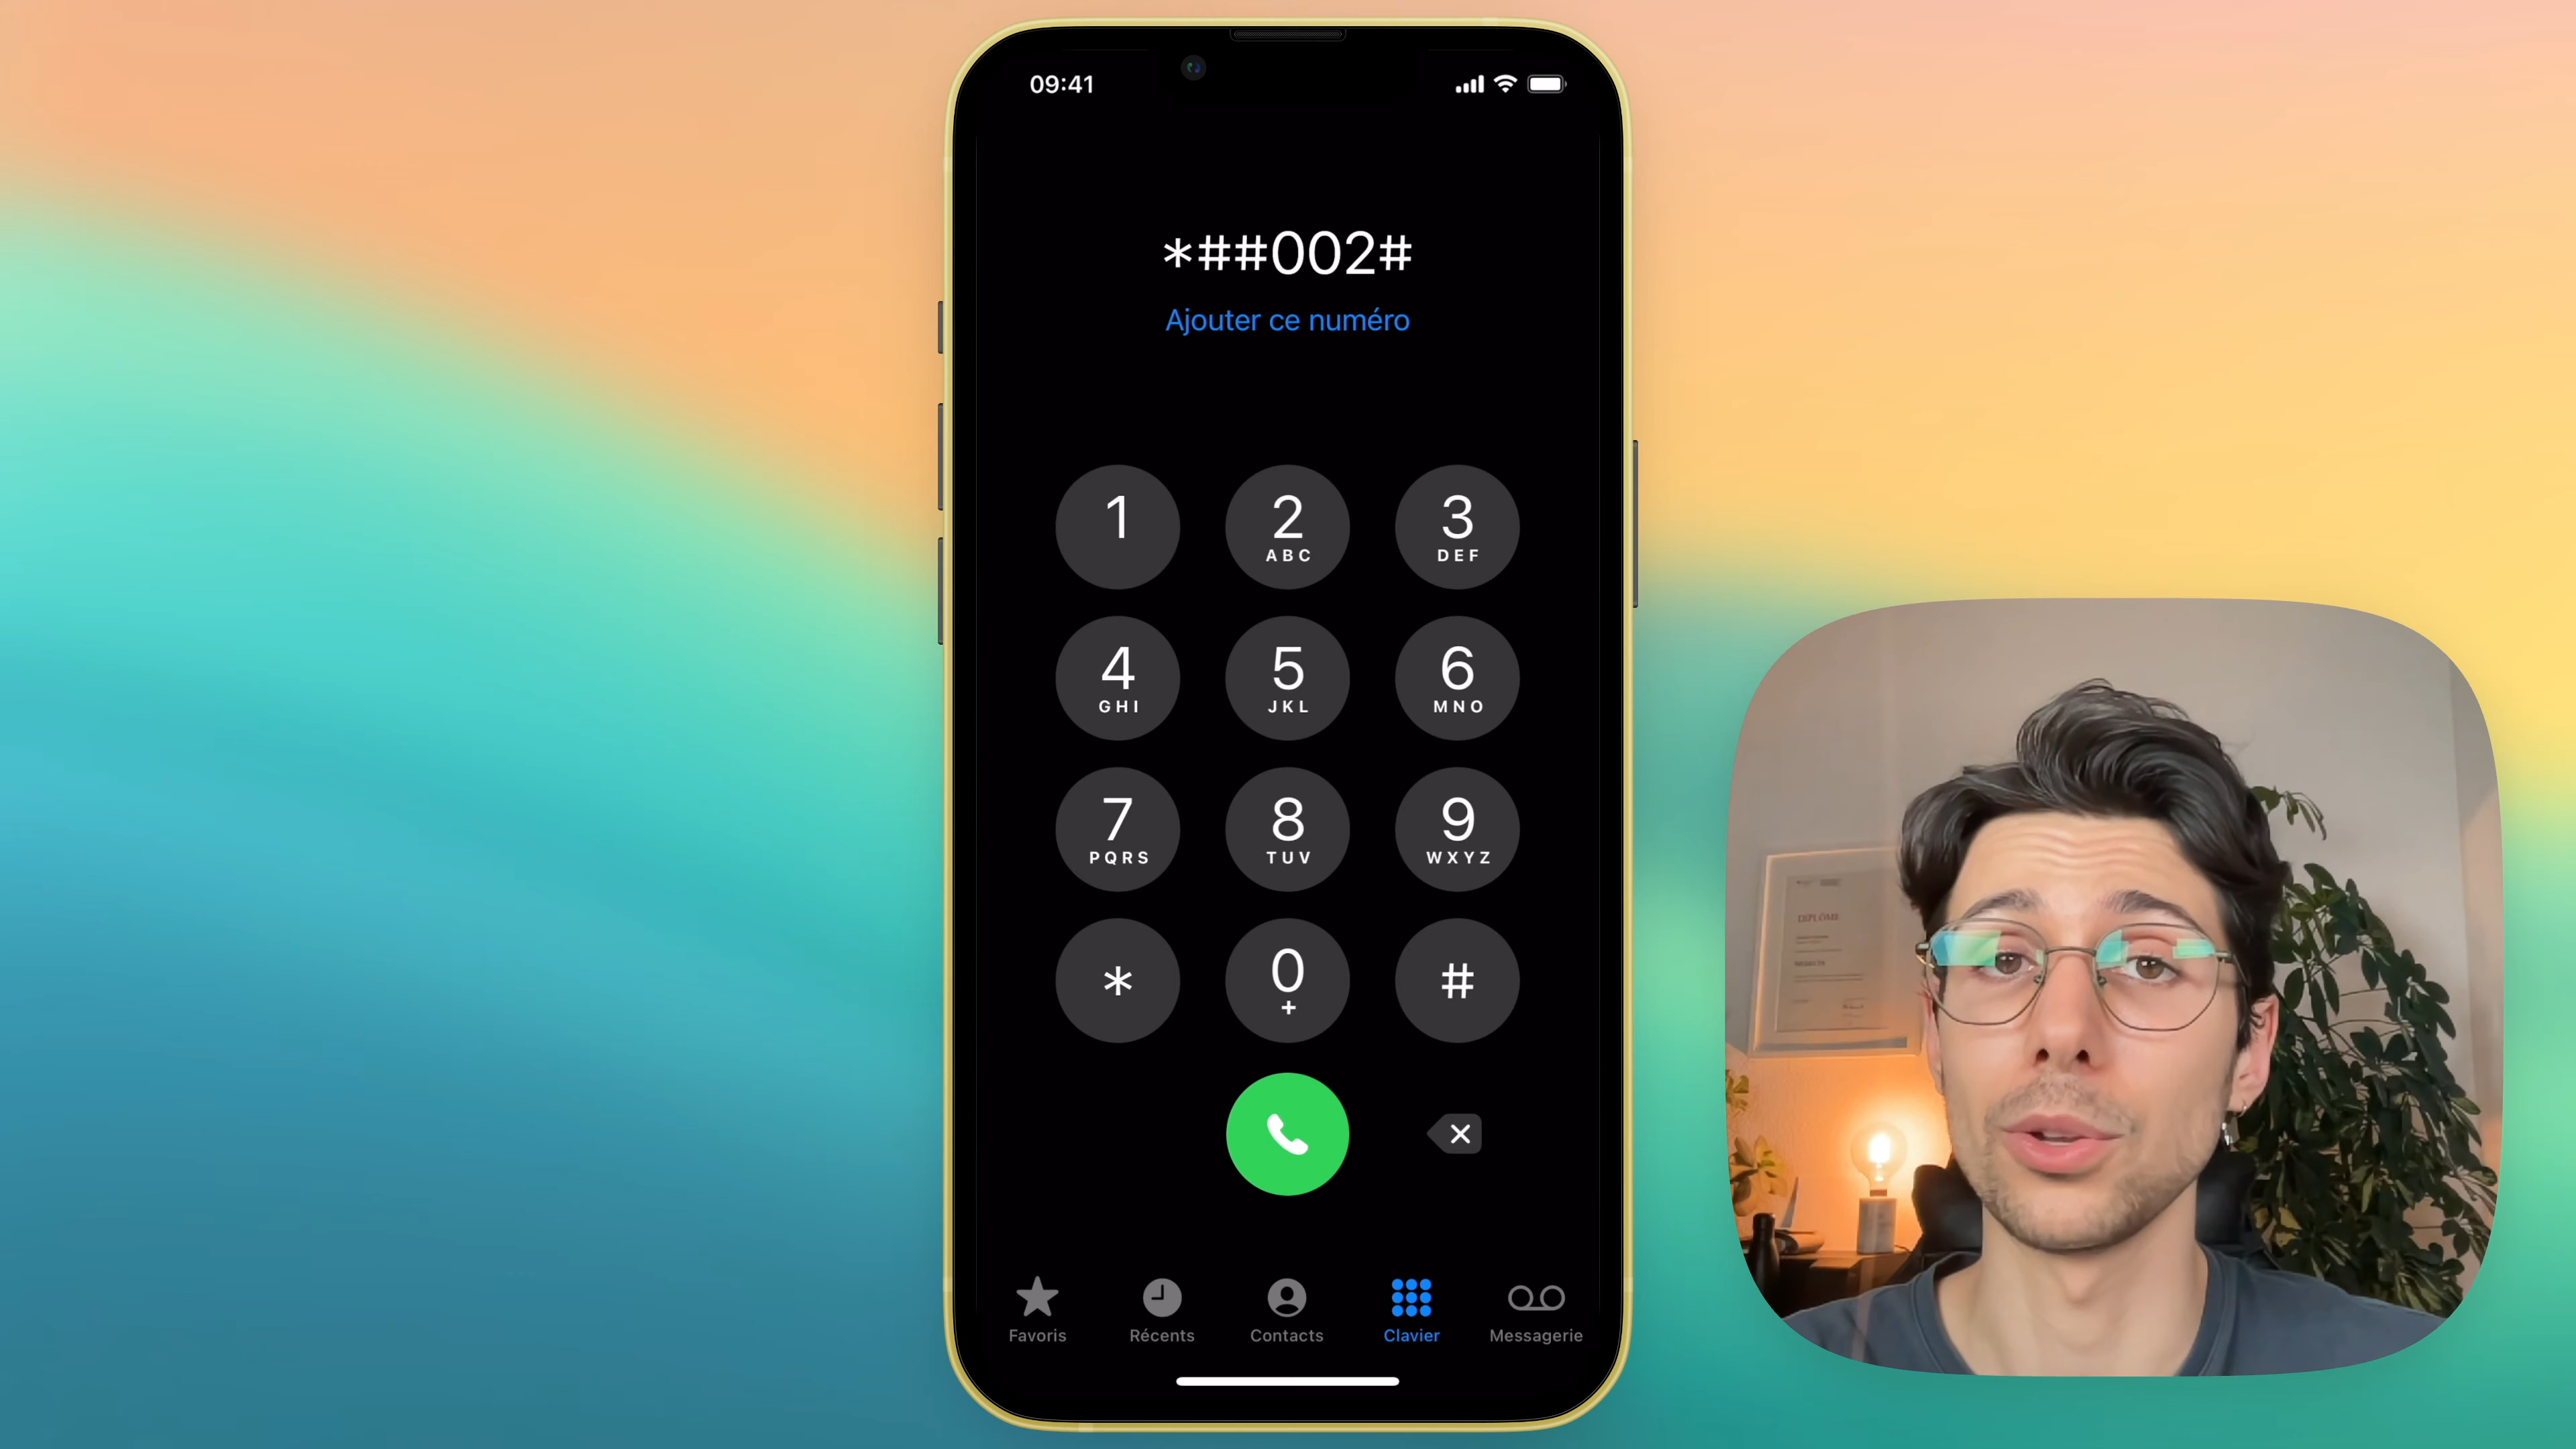 09:41
*##002#
Ajouter ce numéro
1
2
ABC
3
DEF
4
GHI
5
JKL
6
MNO
7
PQRS
8
TUV
9
WXYZ
*
0
+
#
Favoris
Récents
Contacts
Clavier
Messagerie
DIPLÔME